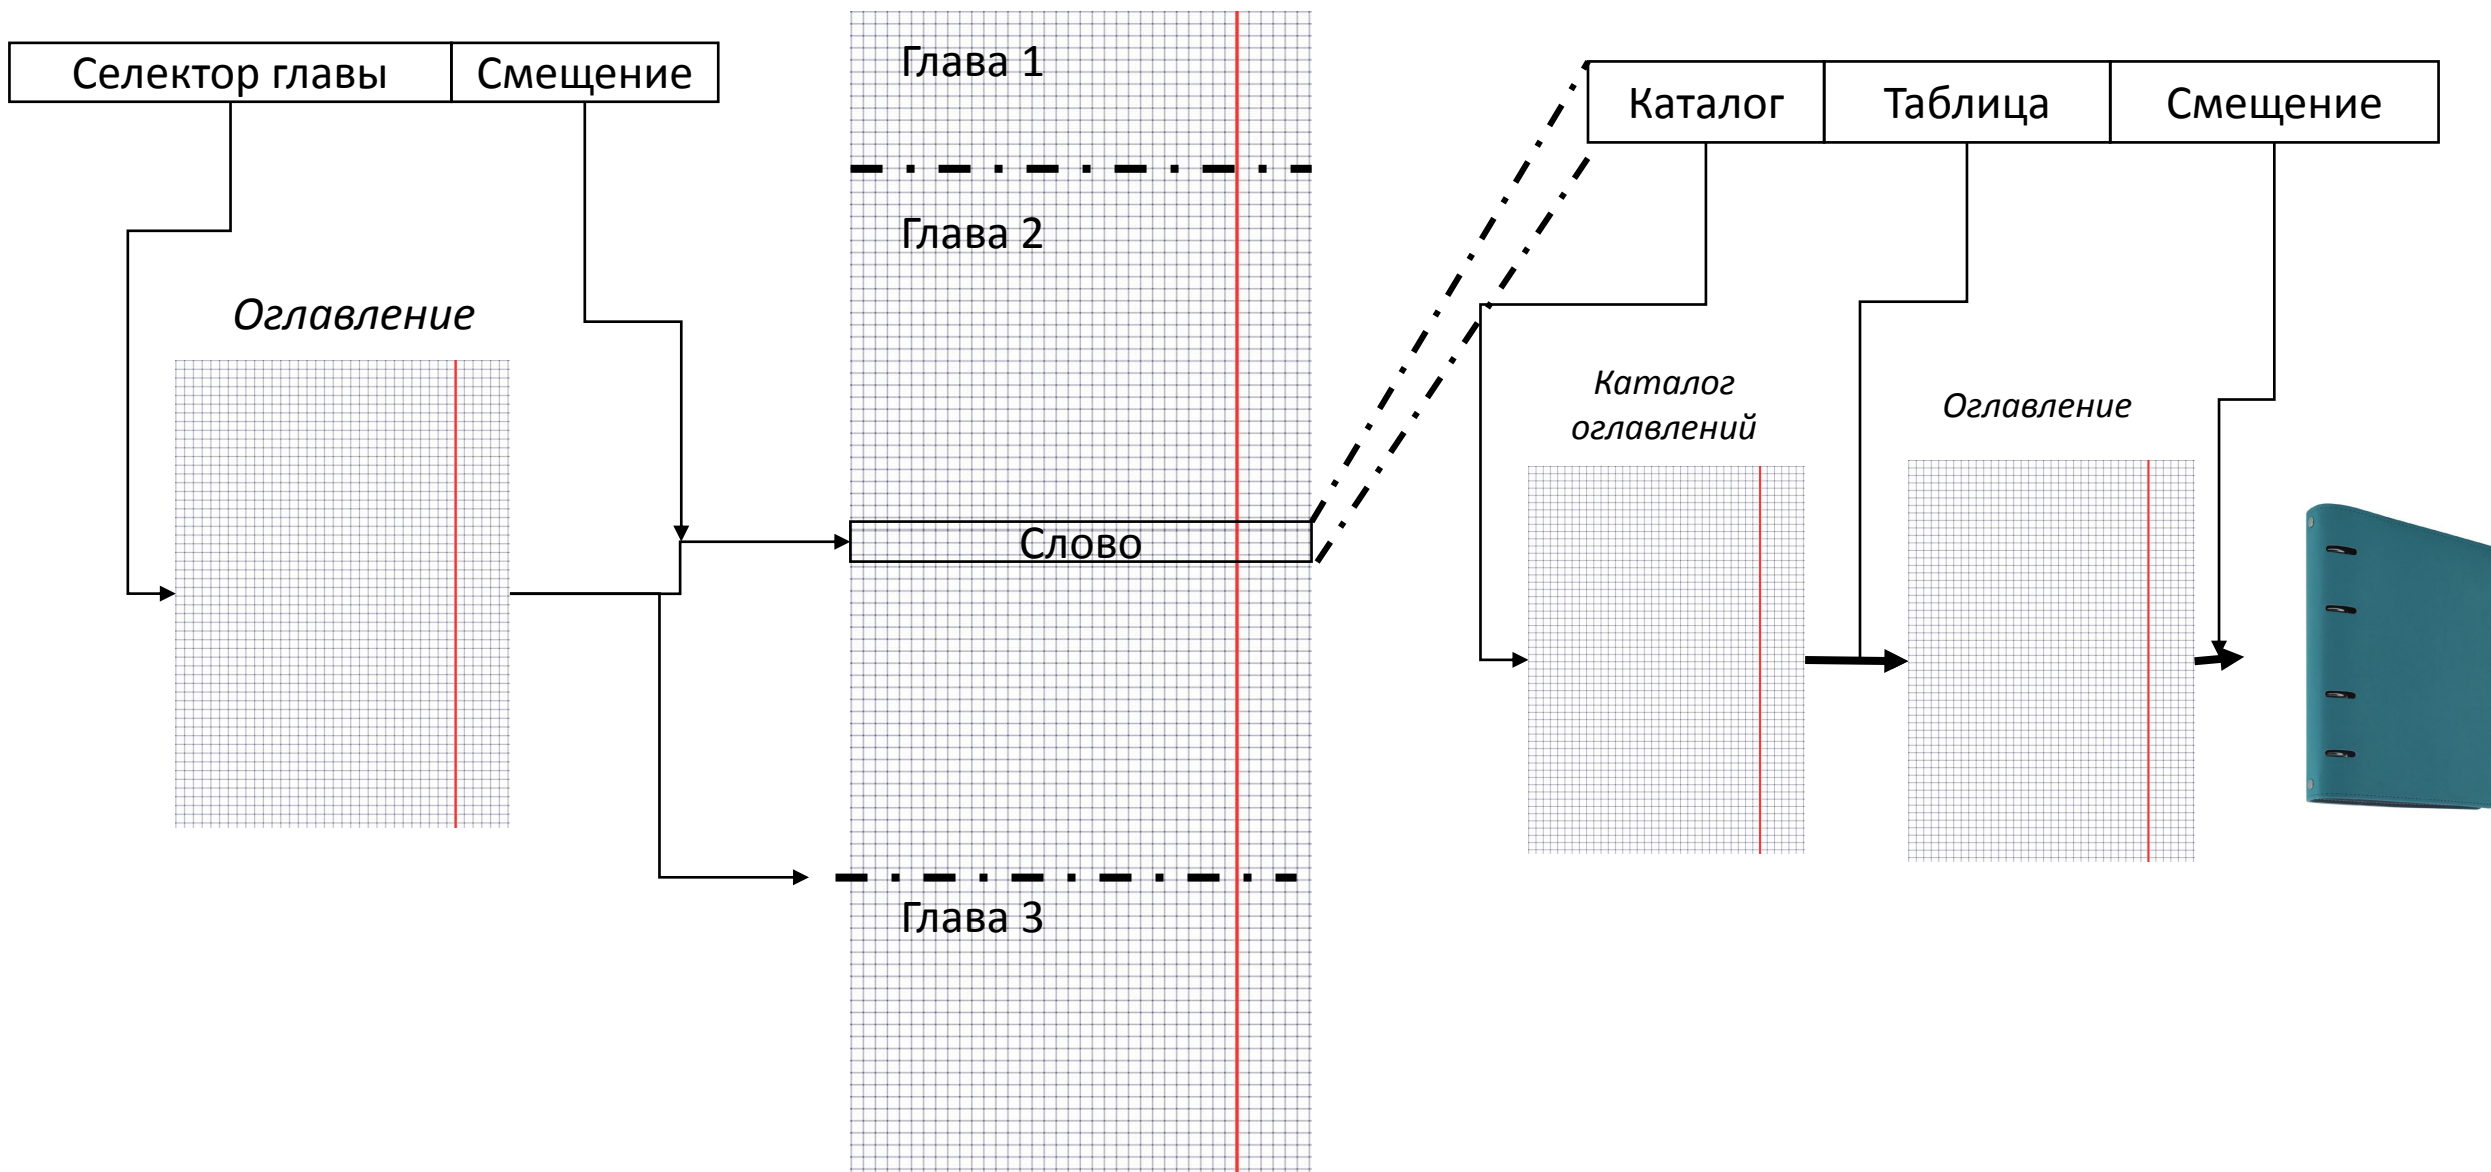 Селектор главы
Смещение
Оглавление
Глава 1
Глава 2
Слово
Глава 3
Каталог
Таблица
Смещение
Каталог
оглавлений
Оглавление